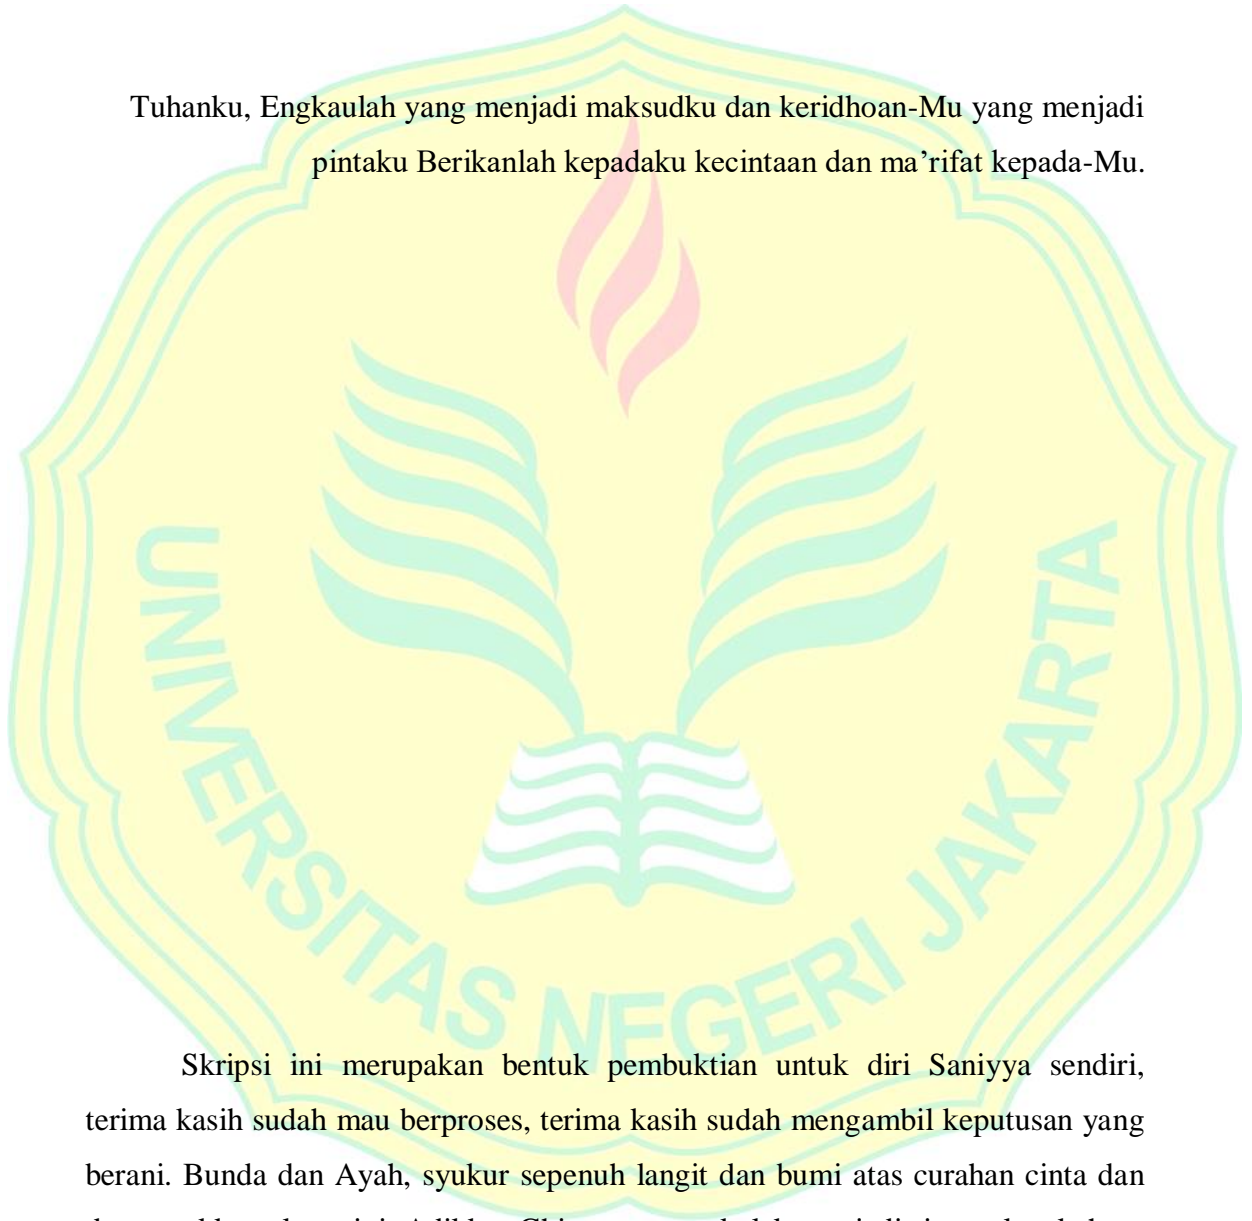 Tuhanku, Engkaulah yang menjadi maksudku dan keridhoan-Mu yang menjadi
pintaku Berikanlah kepadaku kecintaan dan ma’rifat kepada-Mu.
UNIVERSITAS NEGERI JAKARTA
Skripsi ini merupakan bentuk pembuktian untuk diri Saniyya sendiri,
terima kasih sudah mau berproses, terima kasih sudah mengambil keputusan yang
berani. Bunda dan Ayah, syukur sepenuh langit dan bumi atas curahan cinta dan